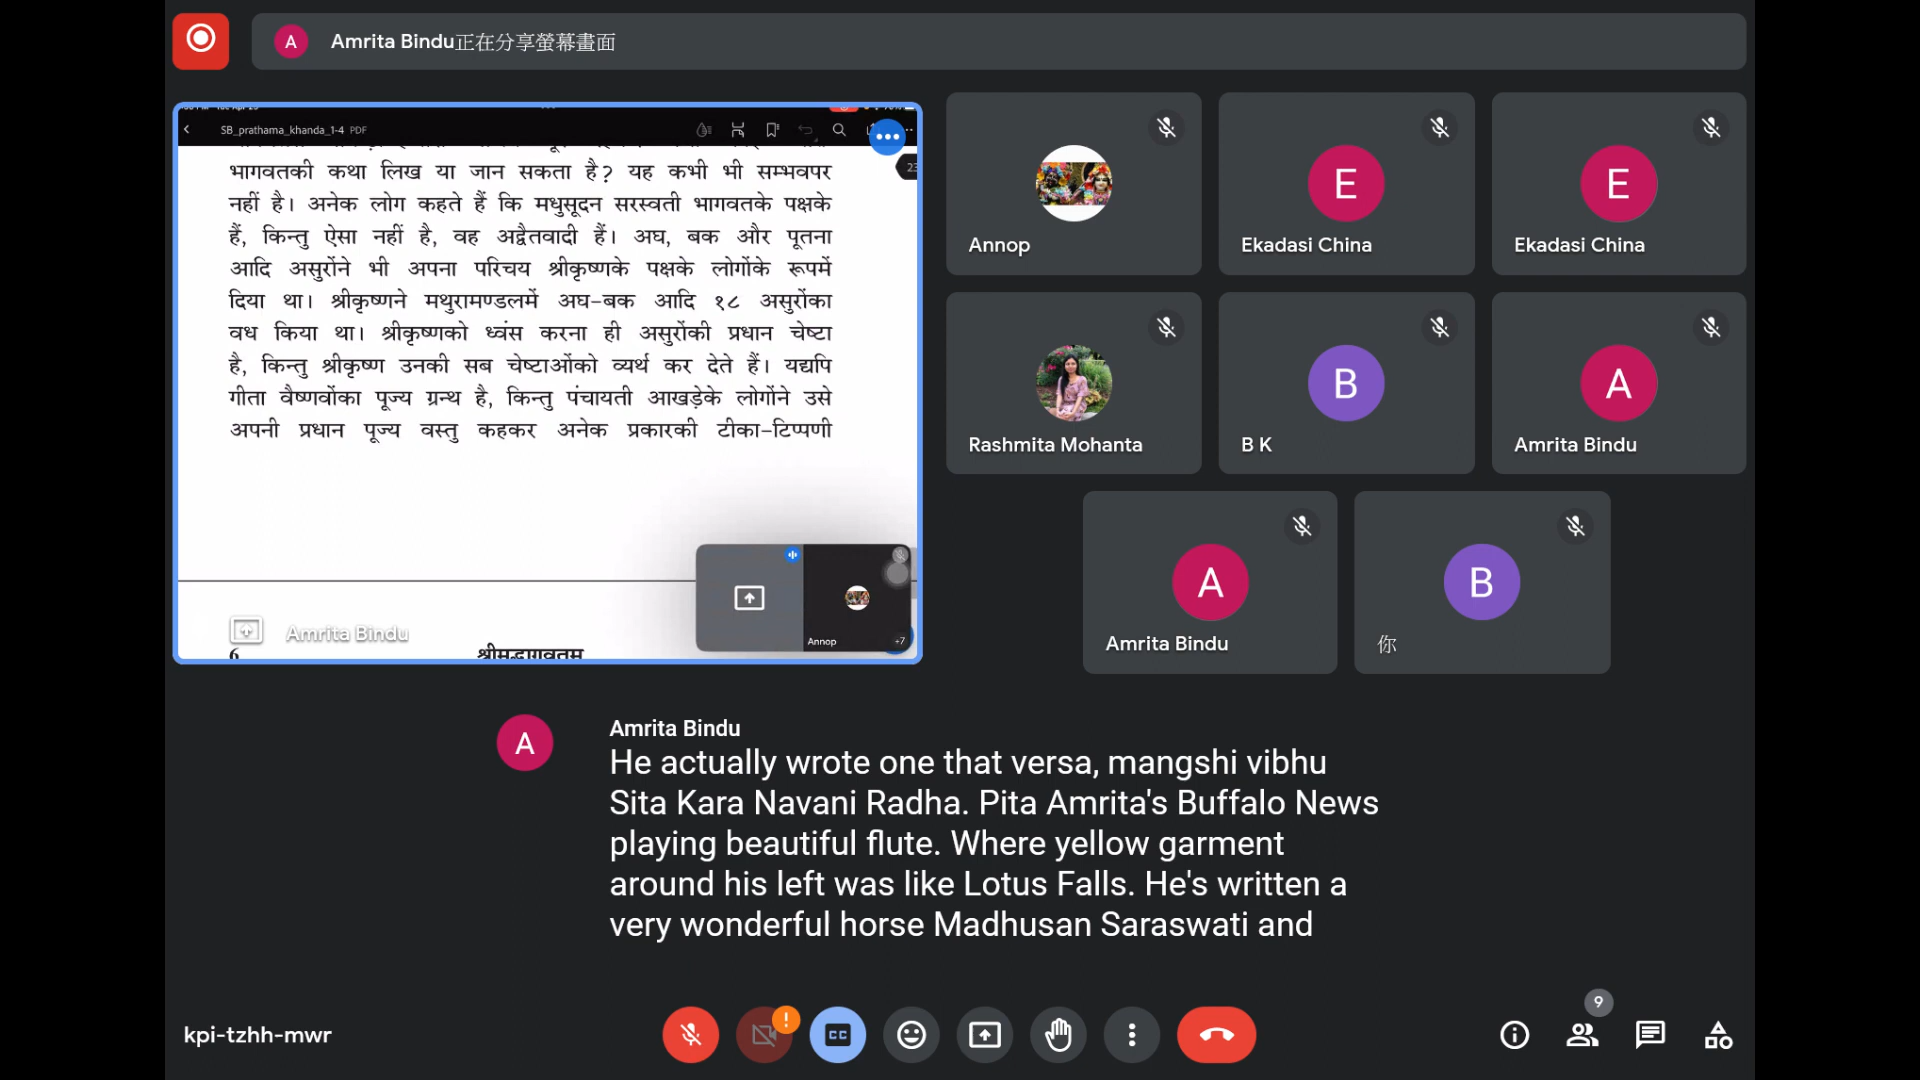 A Amrita Bindu正在分享螢幕畫面
SB_prathama_khanda_1-4 PDF
23
भागवतकी कथा लिख या जान सकता है? यह कभी भी सम्भवपर
नहीं है। अनेक लोग कहते हैं कि मधुसूदन सरस्वती भागवतके पक्षके
हैं, किन्तु ऐसा नहीं है, वह अद्वैतवादी हैं। अघ, बक और पूतना
आदि असुरोंने भी अपना परिचय श्रीकृष्णके पक्षके लोगोंके रूपमें
दिया था। श्रीकृष्णने मथुरामण्डलमें अघ-बक आदि १८ असुरोंका
वध किया था। श्रीकृष्णको ध्वंस करना ही असुरोंकी प्रधान चेष्टा
है, किन्तु श्रीकृष्ण उनकी सब चेष्टाओंको व्यर्थ कर देते हैं। यद्यपि
गीता वैष्णवोंका पूज्य ग्रन्थ है, किन्तु पंचायती आखड़ेके लोगोंने उसे
अपनी प्रधान पूज्य वस्तु कहकर अनेक प्रकारकी टीका-टिप्पणी
Amrita Bindu
Annop
+7
6 श्रीमद्भागवतम्
Annop
E
Ekadasi China
E
Ekadasi China
Rashmita Mohanta
B
B K
A
Amrita Bindu
A
Amrita Bindu
B
你
A
Amrita Bindu
He actually wrote one that versa, mangshi vibhu
Sita Kara Navani Radha. Pita Amrita's Buffalo News
playing beautiful flute. Where yellow garment
around his left was like Lotus Falls. He's written a
very wonderful horse Madhusan Saraswati and
kpi-tzhh-mwr
!
CC
9